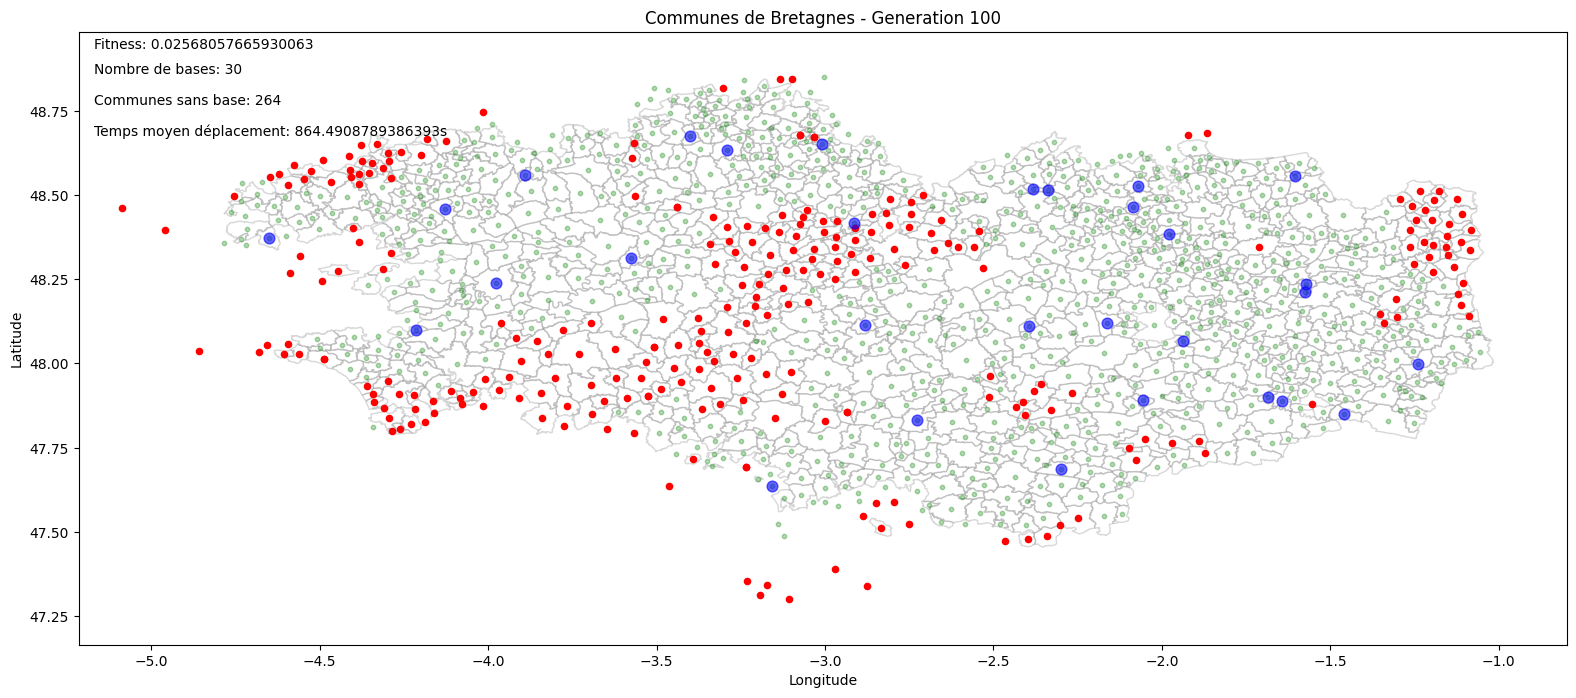 Communes de Bretagnes - Generation 100
Fitness: 0.02568057665930063
Nombre de bases: 30
Communes sans base: 264
Temps moyen déplacement: 864.4908789386393s
Latitude
48.75
48.50
48.25
48.00
47.75
47.50
47.25
−5.0 −4.5 −4.0 −3.5 −3.0 −2.5 −2.0 −1.5 −1.0
Longitude